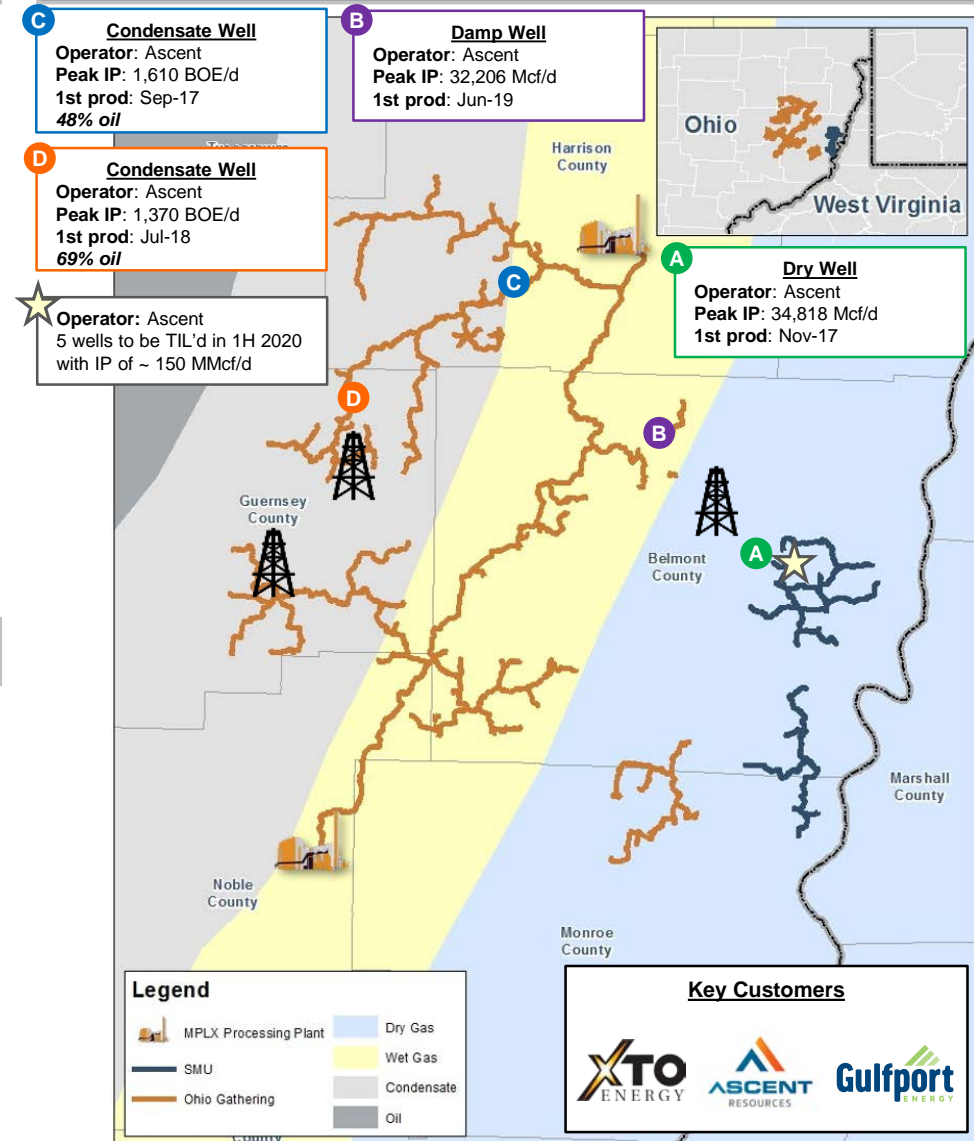 C
Condensate Well
Operator: Ascent
Peak IP: 1,610 BOE/d
1st prod: Sep-17
48% oil
B
Damp Well
Operator: Ascent
Peak IP: 32,206 Mcf/d
1st prod: Jun-19
D
Condensate Well
Operator: Ascent
Peak IP: 1,370 BOE/d
1st prod: Jul-18
69% oil
Operator: Ascent
5 wells to be TIL'd in 1H 2020
with IP of ~ 150 MMcf/d
Harrison
County
Ohio
West Virginia
A
Dry Well
Operator: Ascent
Peak IP: 34,818 Mcf/d
1st prod: Nov-17
C
D
B
Guernsey
County
A
Belmont
County
Marshall
County
Noble
County
Monroe
County
Legend
MPLX Processing Plant
SMU
Ohio Gathering
Dry Gas
Wet Gas
Condensate
Oil
County
Key Customers
XTO
ENERGY
ASCENT
RESOURCES
Gulfport
ENERGY